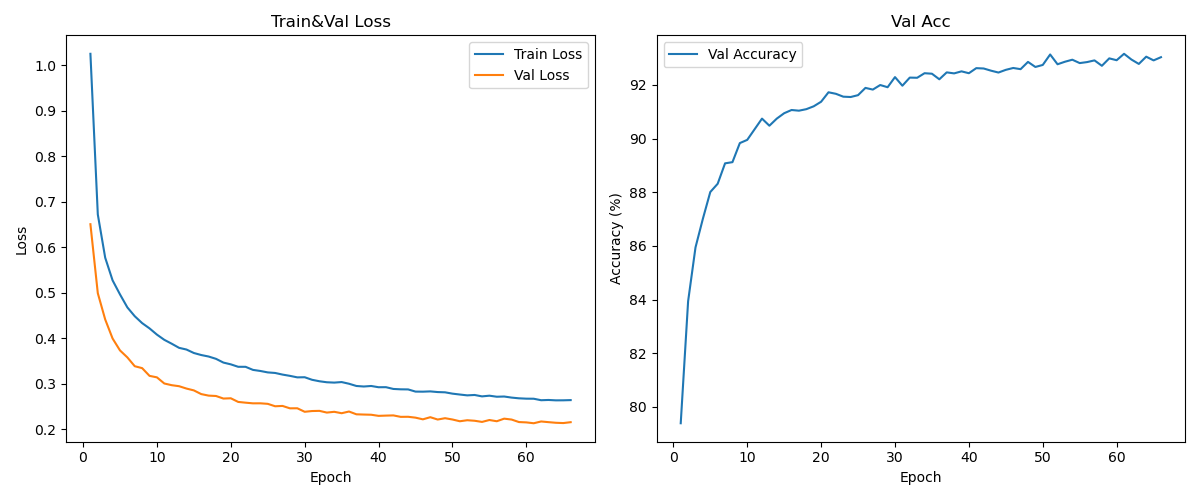 Train&Val Loss
Train Loss
Val Loss
1.0
0.9
0.8
0.7
0.6
0.5
0.4
0.3
0.2
Loss
0 10 20 30 40 50 60
Epoch
Val Acc
Val Accuracy
92
90
88
86
84
82
80
Accuracy (%)
0 10 20 30 40 50 60
Epoch